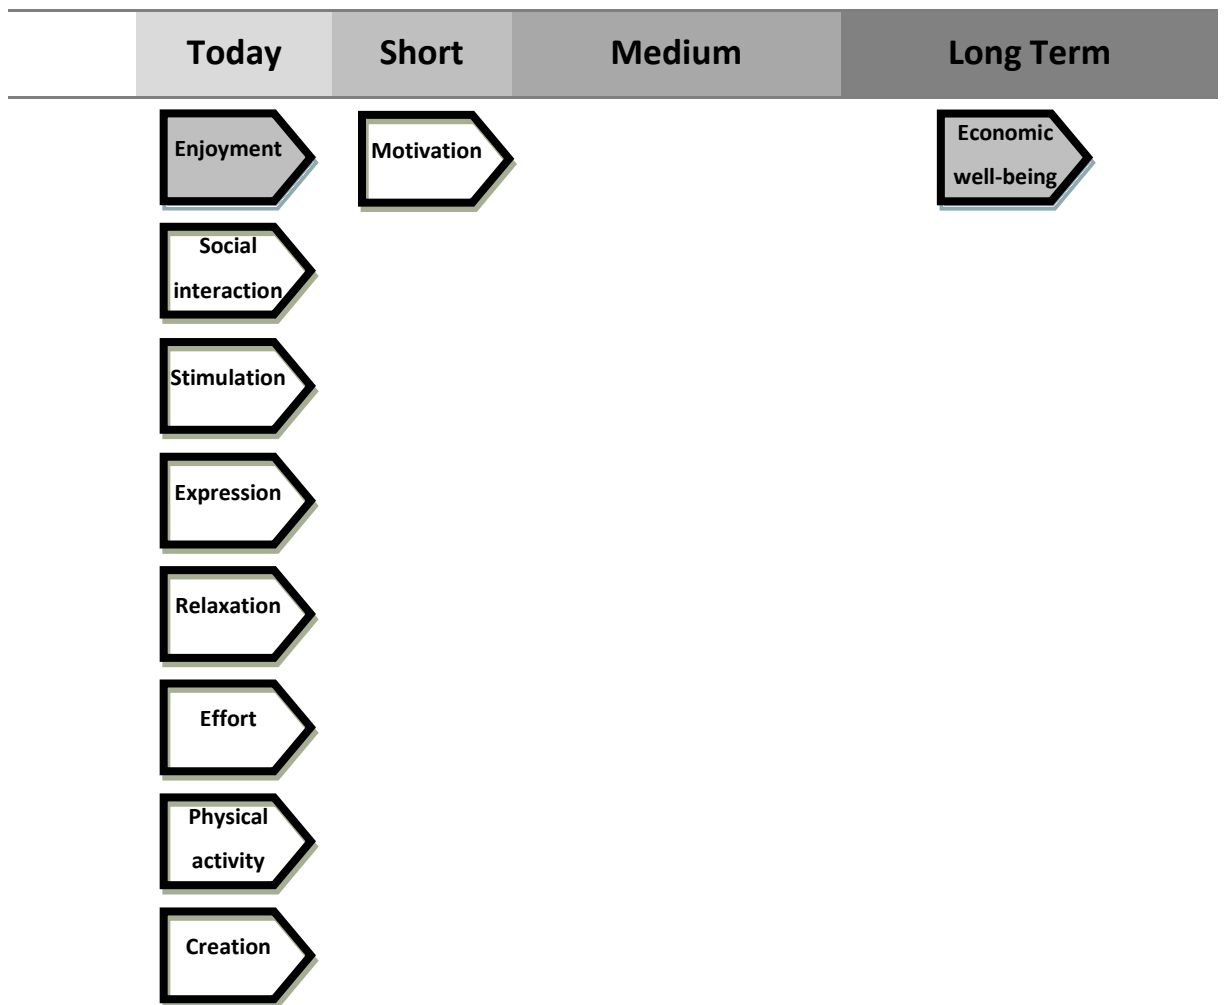 Today Short Medium Long Term
Enjoyment
Motivation
Economic
well-being
Social
interaction
Stimulation
Expression
Relaxation
Effort
Physical
activity
Creation